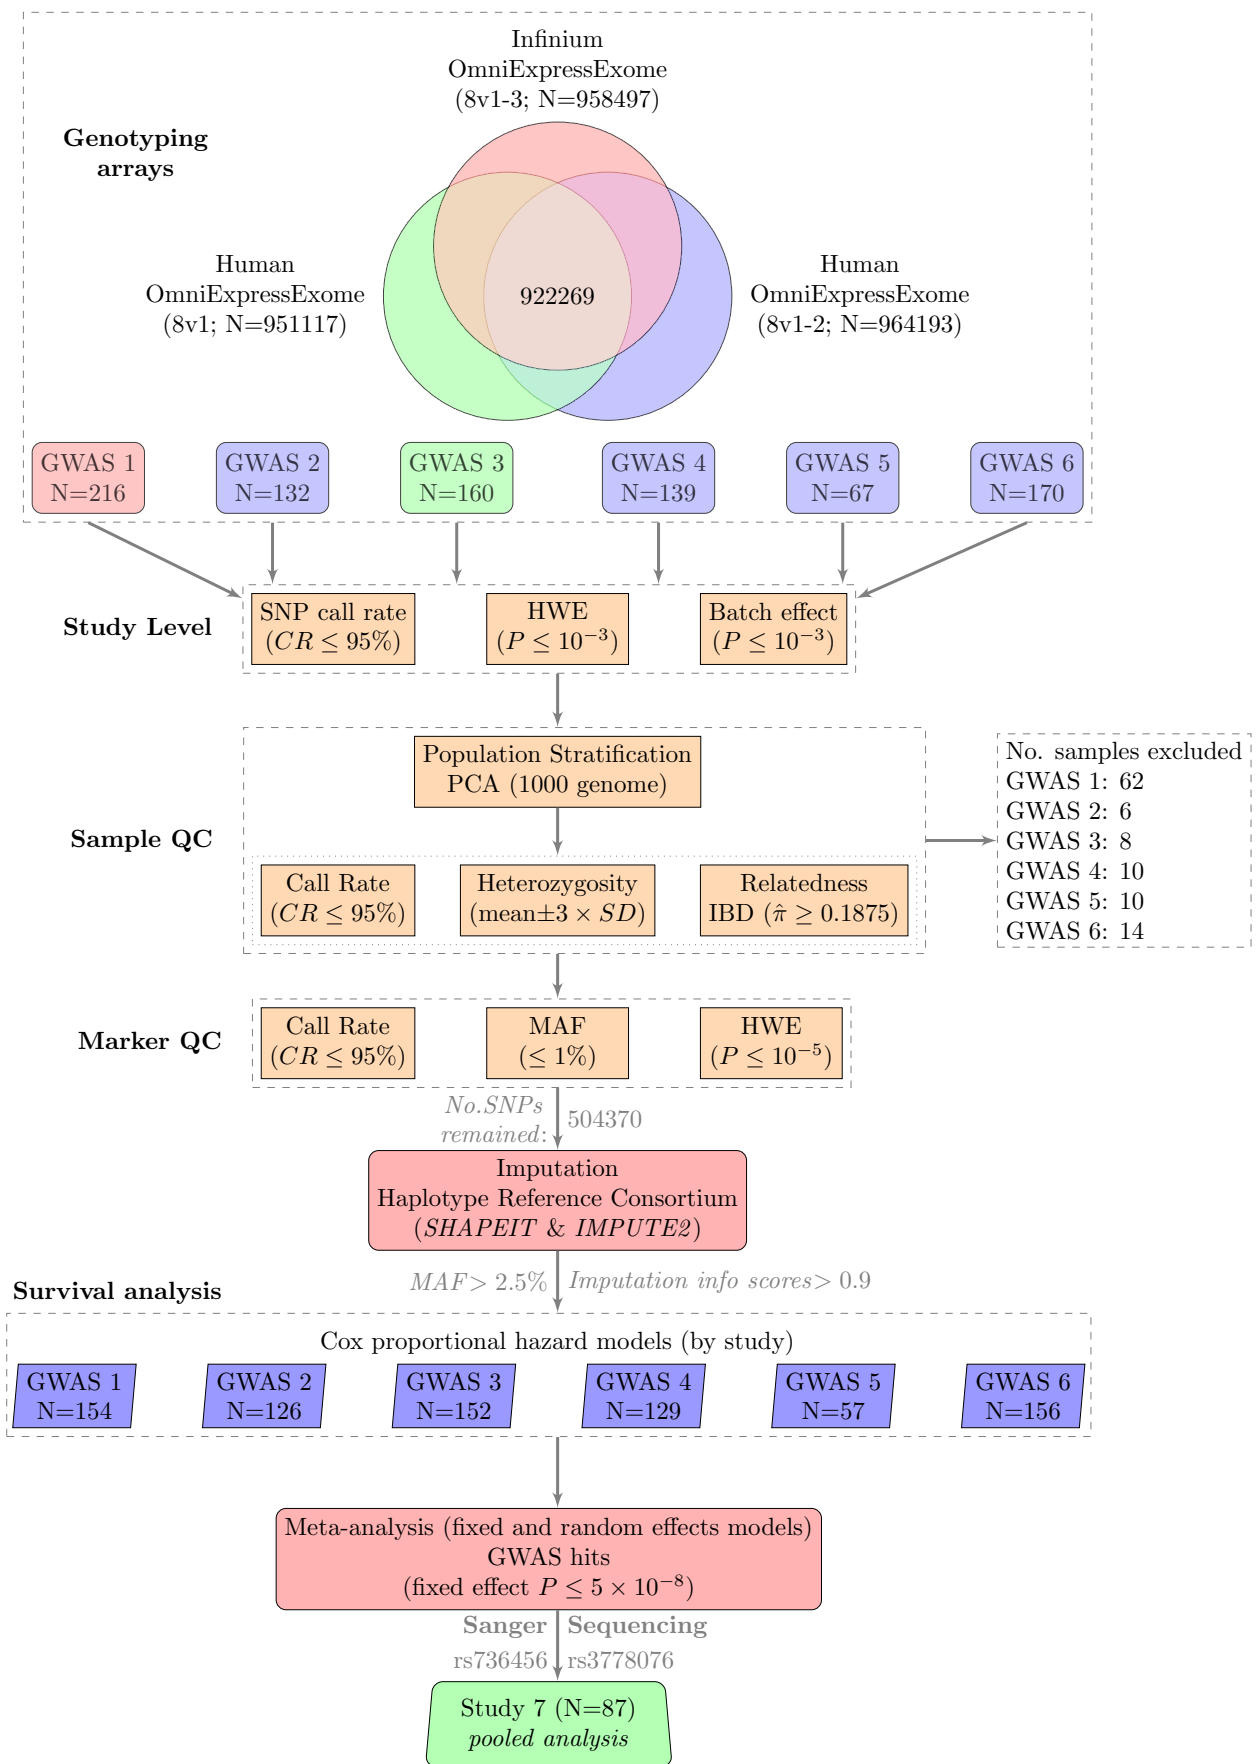 Infinium
OmniExpressExome
(8v1-3; N=958497)
Genotyping
arrays
Human
OmniExpressExome
(8v1; N=951117)
922269
Human
OmniExpressExome
(8v1-2; N=964193)
GWAS 1
N=216
GWAS 2
N=132
GWAS 3
N=160
GWAS 4
N=139
GWAS 5
N=67
GWAS 6
N=170
Study Level
SNP call rate
(CR ≤ 95%)
HWE
(P ≤ 10⁻³)
Batch effect
(P ≤ 10⁻³)
Sample QC
Population Stratification
PCA (1000 genome)
Call Rate
(CR ≤ 95%)
Heterozygosity
(mean±3 × SD)
Relatedness
IBD (π̂ ≥ 0.1875)
No. samples excluded
GWAS 1: 62
GWAS 2: 6
GWAS 3: 8
GWAS 4: 10
GWAS 5: 10
GWAS 6: 14
Marker QC
Call Rate
(CR ≤ 95%)
MAF
(≤ 1%)
HWE
(P ≤ 10⁻⁵)
No.SNPs
remained:
504370
Imputation
Haplotype Reference Consortium
(SHAPEIT & IMPUTE2)
MAF> 2.5%
Imputation info scores> 0.9
Survival analysis
Cox proportional hazard models (by study)
GWAS 1
N=154
GWAS 2
N=126
GWAS 3
N=152
GWAS 4
N=129
GWAS 5
N=57
GWAS 6
N=156
Meta-analysis (fixed and random effects models)
GWAS hits
(fixed effect P ≤ 5 × 10⁻⁸)
Sanger Sequencing
rs736456 rs3778076
Study 7 (N=87)
pooled analysis